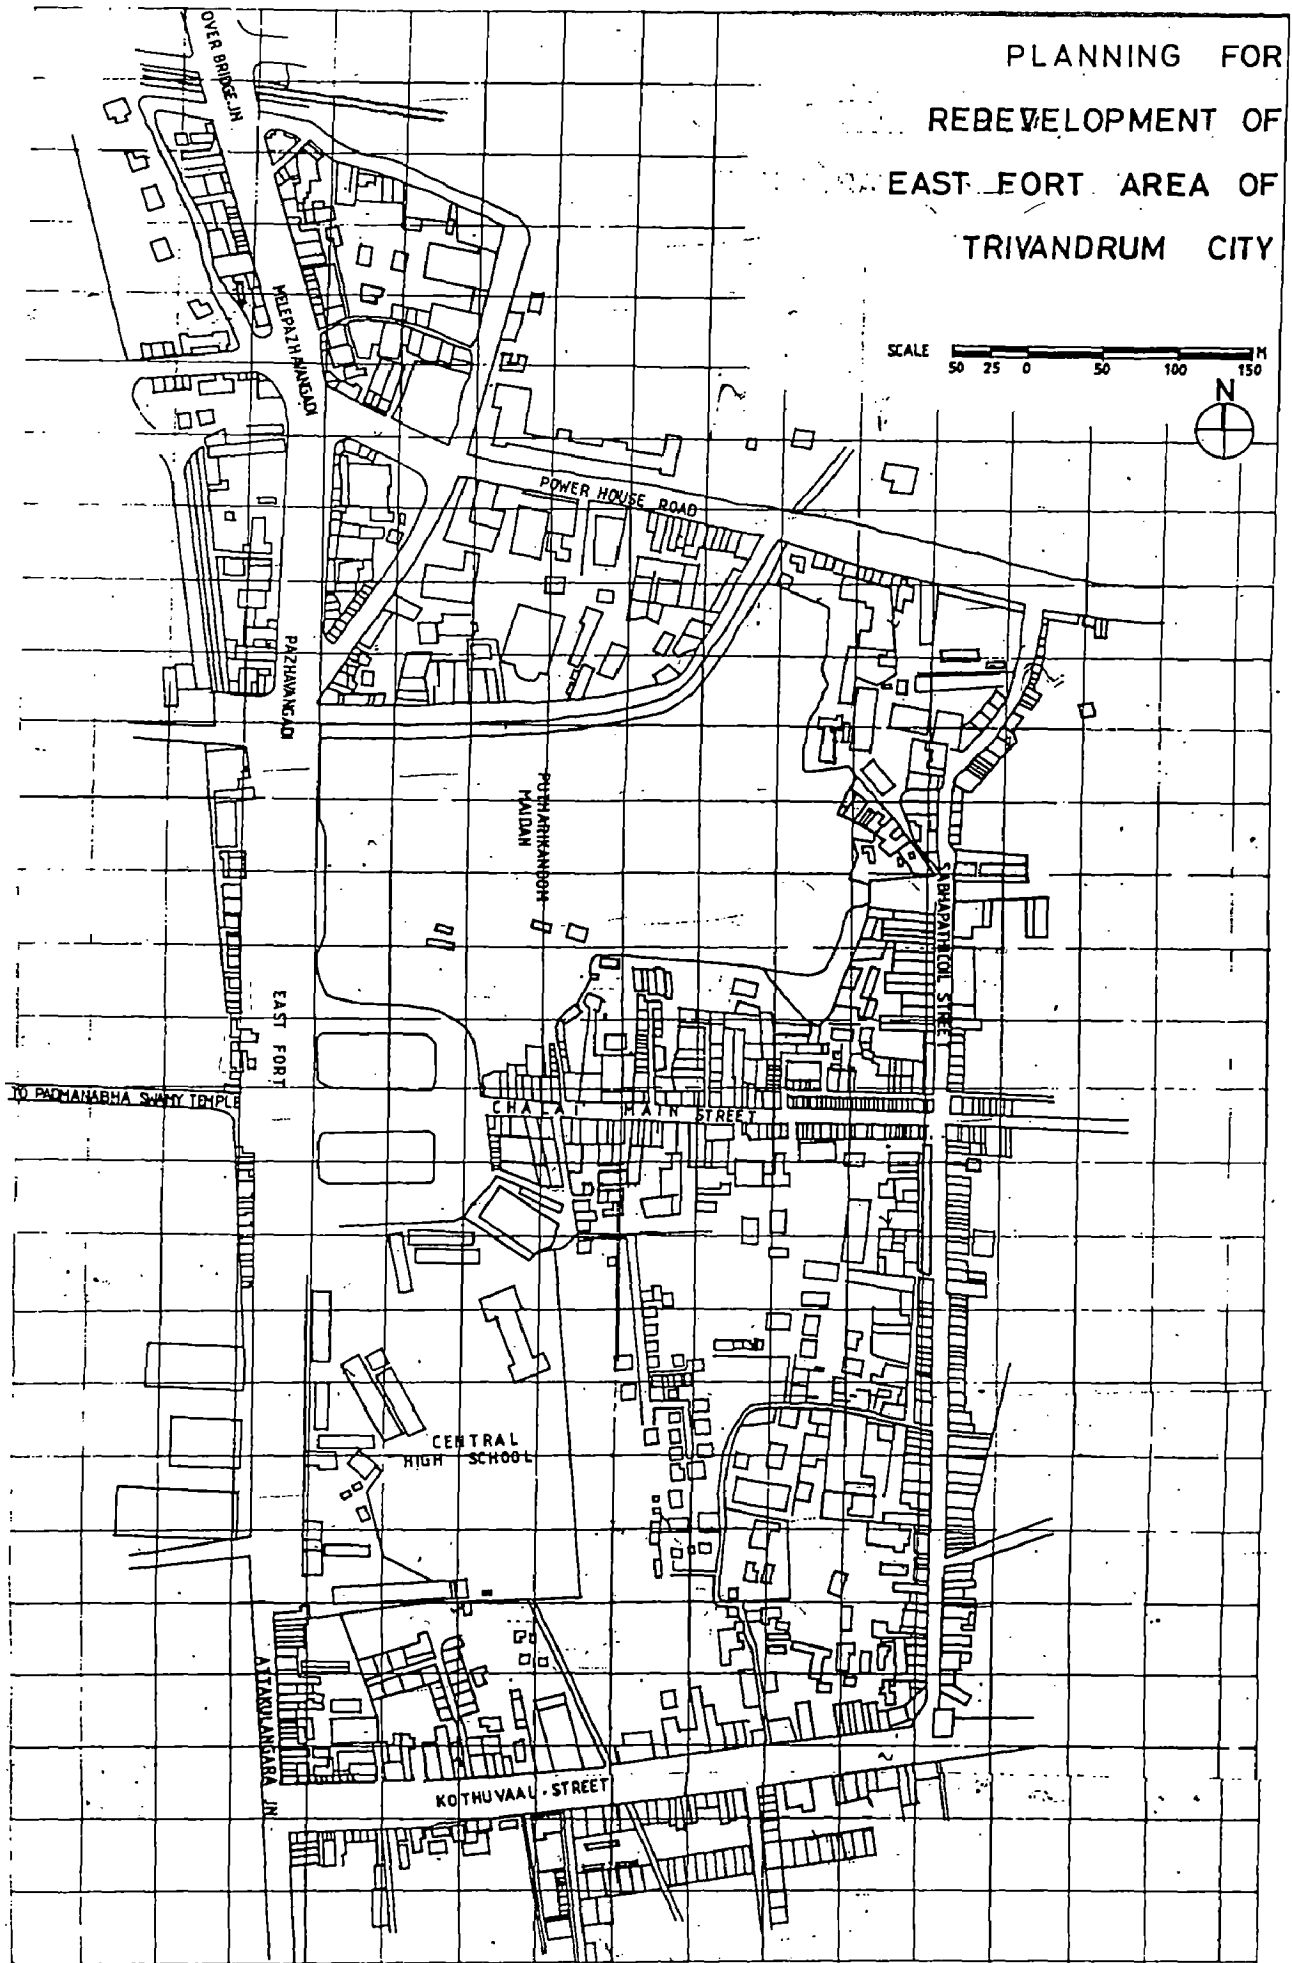 PLANNING FOR
REDEVELOPMENT OF
EAST FORT AREA OF
TRIVANDRUM CITY
SCALE
50 25 0 50 100 150 M
N
OVER BRIDGE JN
MELEPAZHAVANGADI
POWER HOUSE ROAD
PAZHAVANGADI
PUTHARIKANDOM
MAIDAN
SABHAPATHICOIL STREET
EAST FORT
TO PADMANABHA SWAMY TEMPLE
CHALAI MAIN STREET
CENTRAL
HIGH SCHOOL
ATTAKULANGARA JN
KOTHUVAAL STREET